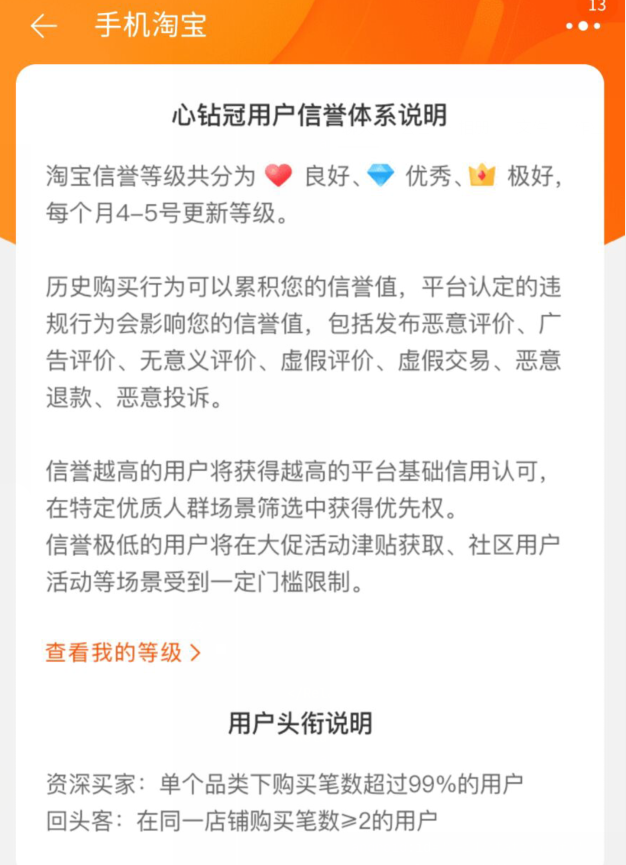 13
手机淘宝
心钻冠用户信誉体系说明
淘宝信誉等级共分为 ❤️ 良好、💎 优秀、👑 极好,
每个月4-5号更新等级。
历史购买行为可以累积您的信誉值，平台认定的违
规行为会影响您的信誉值，包括发布恶意评价、广
告评价、无意义评价、虚假评价、虚假交易、恶意
退款、恶意投诉。
信誉越高的用户将获得越高的平台基础信用认可，
在特定优质人群场景筛选中获得优先权。
信誉极低的用户将在大促活动津贴获取、社区用户
活动等场景受到一定门槛限制。
查看我的等级 >
用户头衔说明
资深买家：单个品类下购买笔数超过99%的用户
回头客：在同一店铺购买笔数≥2的用户